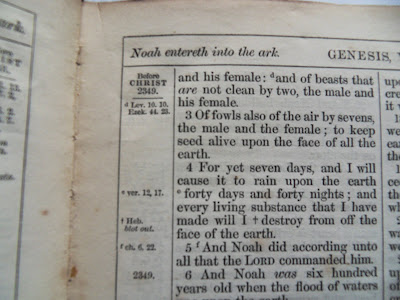 ark.
Noah entereth into the ark.
GENESIS, V
Before
CHRIST
2349.
d Lev. 10. 10.
Ezek. 44. 23.
e ver. 12, 17.
† Heb.
blot out.
f ch. 6. 22.
2349.
and his female: d and of beasts that
are not clean by two, the male and
his female.
3 Of fowls also of the air by sevens,
the male and the female; to keep
seed alive upon the face of all the
earth.
4 For yet seven days, and I will
cause it to rain upon the earth
e forty days and forty nights; and
every living substance that I have
made will I † destroy from off the
face of the earth.
5 f And Noah did according unto
all that the LORD commanded him.
6 And Noah was six hundred
years old when the flood of waters